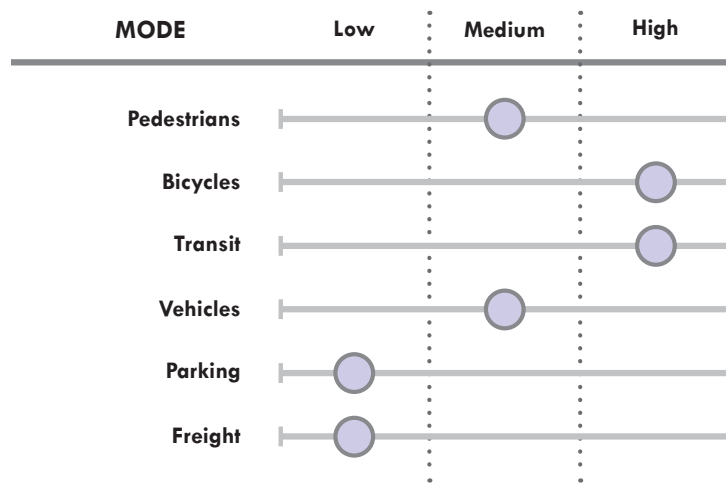 MODE Low Medium High
Pedestrians
Bicycles
Transit
Vehicles
Parking
Freight